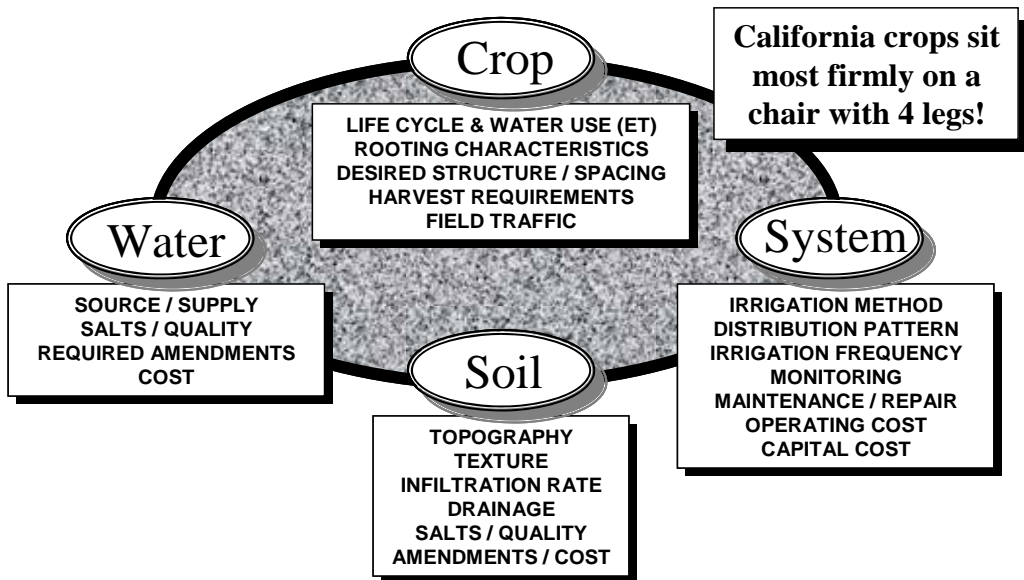 Crop
California crops sit
most firmly on a
chair with 4 legs!
LIFE CYCLE & WATER USE (ET)
ROOTING CHARACTERISTICS
DESIRED STRUCTURE / SPACING
HARVEST REQUIREMENTS
FIELD TRAFFIC
Water
SOURCE / SUPPLY
SALTS / QUALITY
REQUIRED AMENDMENTS
COST
System
IRRIGATION METHOD
DISTRIBUTION PATTERN
IRRIGATION FREQUENCY
MONITORING
MAINTENANCE / REPAIR
OPERATING COST
CAPITAL COST
Soil
TOPOGRAPHY
TEXTURE
INFILTRATION RATE
DRAINAGE
SALTS / QUALITY
AMENDMENTS / COST